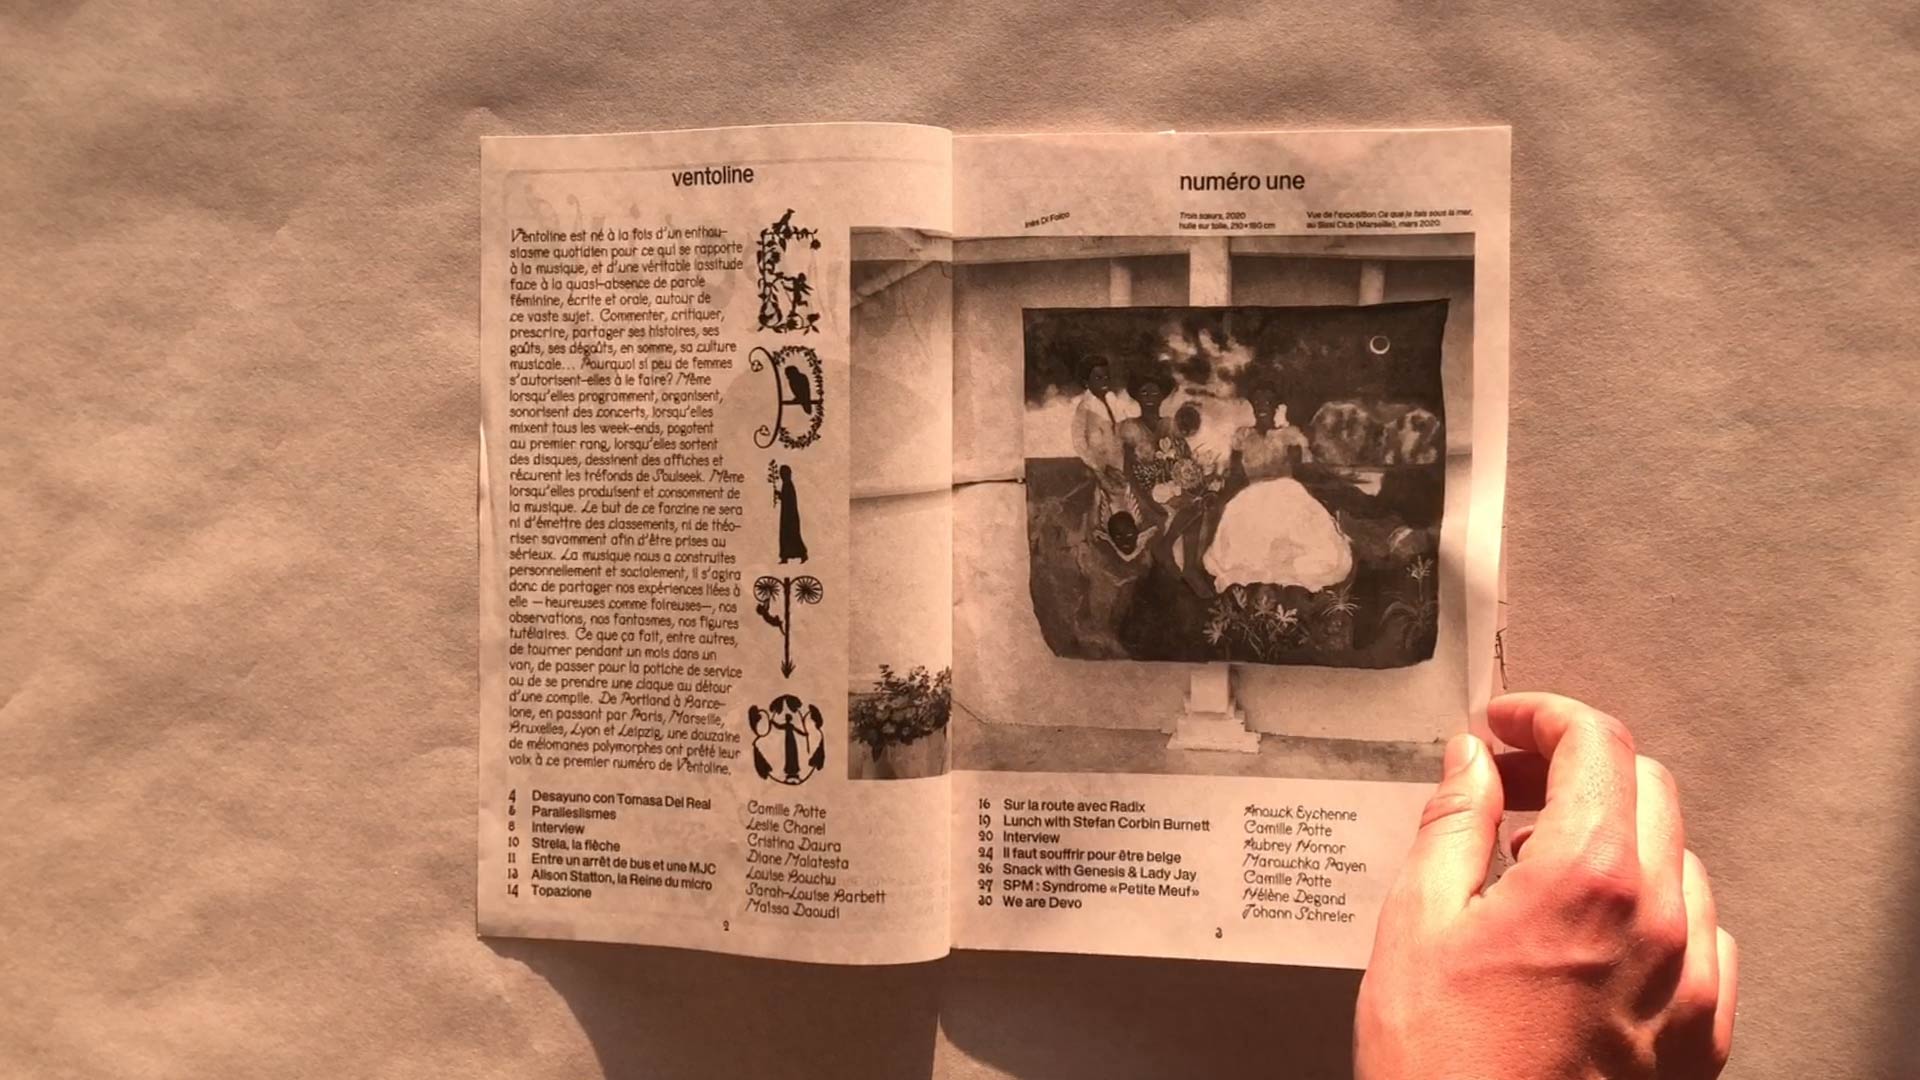 ventoline
Ventoline est né à la fois d'un enthou-
siasme quotidien pour ce qui se rapporte
à la musique, et d'une véritable lassitude
face à la quasi-absence de parole
féminine, écrite et orale, autour de
ce vaste sujet. Commenter, critiquer,
prescrire, partager ses histoires, ses
goûts, ses dégoûts, en somme, sa culture
musicale... Pourquoi si peu de femmes
s'autorisent-elles à le faire? Même
lorsqu'elles programment, organisent,
sonorisent des concerts, lorsqu'elles
mixent tous les week-ends, pogotent
au premier rang, lorsqu'elles sortent
des disques, dessinent des affiches et
récurent les tréfonds de Soulseek. Même
lorsqu'elles produisent et consomment de
la musique. Le but de ce fanzine ne sera
ni d'émettre des classements, ni de théo-
riser savamment afin d'être prises au
sérieux. La musique nous a construites
personnellement et socialement, il s'agira
donc de partager nos expériences liées à
elle — heureuses comme foireuses—, nos
observations, nos fantasmes, nos figures
tutélaires. Ce que ça fait, entre autres,
de tourner pendant un mois dans un
van, de passer pour la potiche de service
ou de se prendre une claque au détour
d'une compile. De Portland à Barce-
lone, en passant par Paris, Marseille,
Bruxelles, Lyon et Leipzig, une douzaine
de mélomanes polymorphes ont prêté leur
voix à ce premier numéro de Ventoline.
4 Desayuno con Tomasa Del Real Camille Potte
6 Paralleslismes Leslie Chanel
8 Interview Cristina Daura
10 Strela, la flèche Diane Malatesta
11 Entre un arrêt de bus et une MJC Louise Bouchu
13 Alison Statton, la Reine du micro Sarah-Louise Barbett
14 Topazione Maïssa Daoudi
2
numéro une
Inès Di Folco
Trois sœurs, 2020
huile sur toile, 210×180 cm
Vue de l'exposition Ce que je fais sous la mer,
au Sissi Club (Marseille), mars 2020.
16 Sur la route avec Radix Anouck Eychenne
19 Lunch with Stefan Corbin Burnett Camille Potte
20 Interview Aubrey Hornor
24 Il faut souffrir pour être belge Marouchka Payen
26 Snack with Genesis & Lady Jay Camille Potte
27 SPM : Syndrome «Petite Meuf» Hélène Degand
30 We are Devo Johann Schreier
3